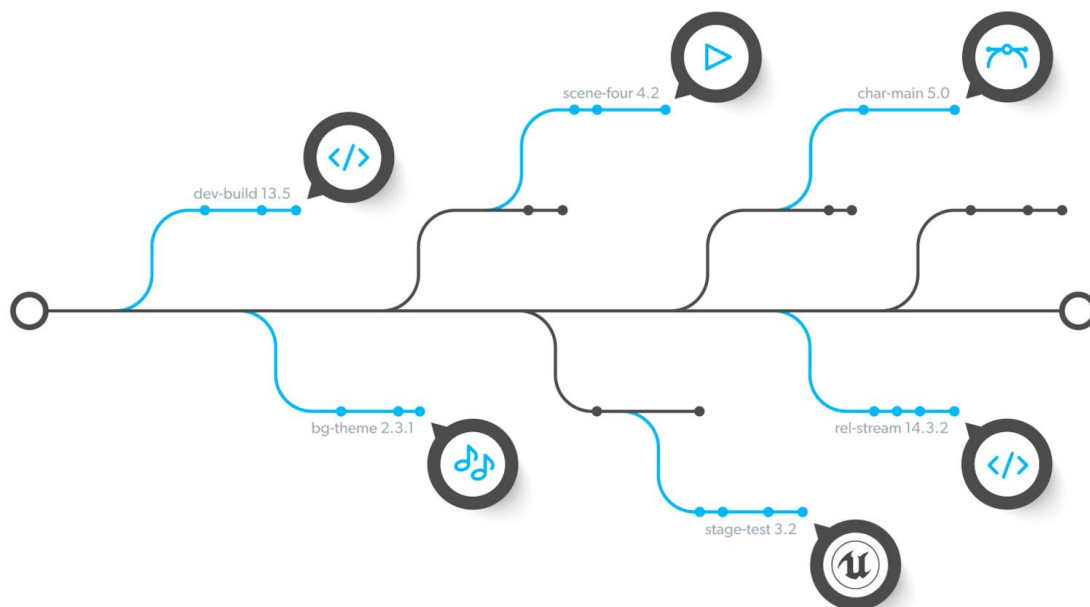 scene-four 4.2
char-main 5.0
dev-build 13.5
bg-theme 2.3.1
rel-stream 14.3.2
stage-test 3.2